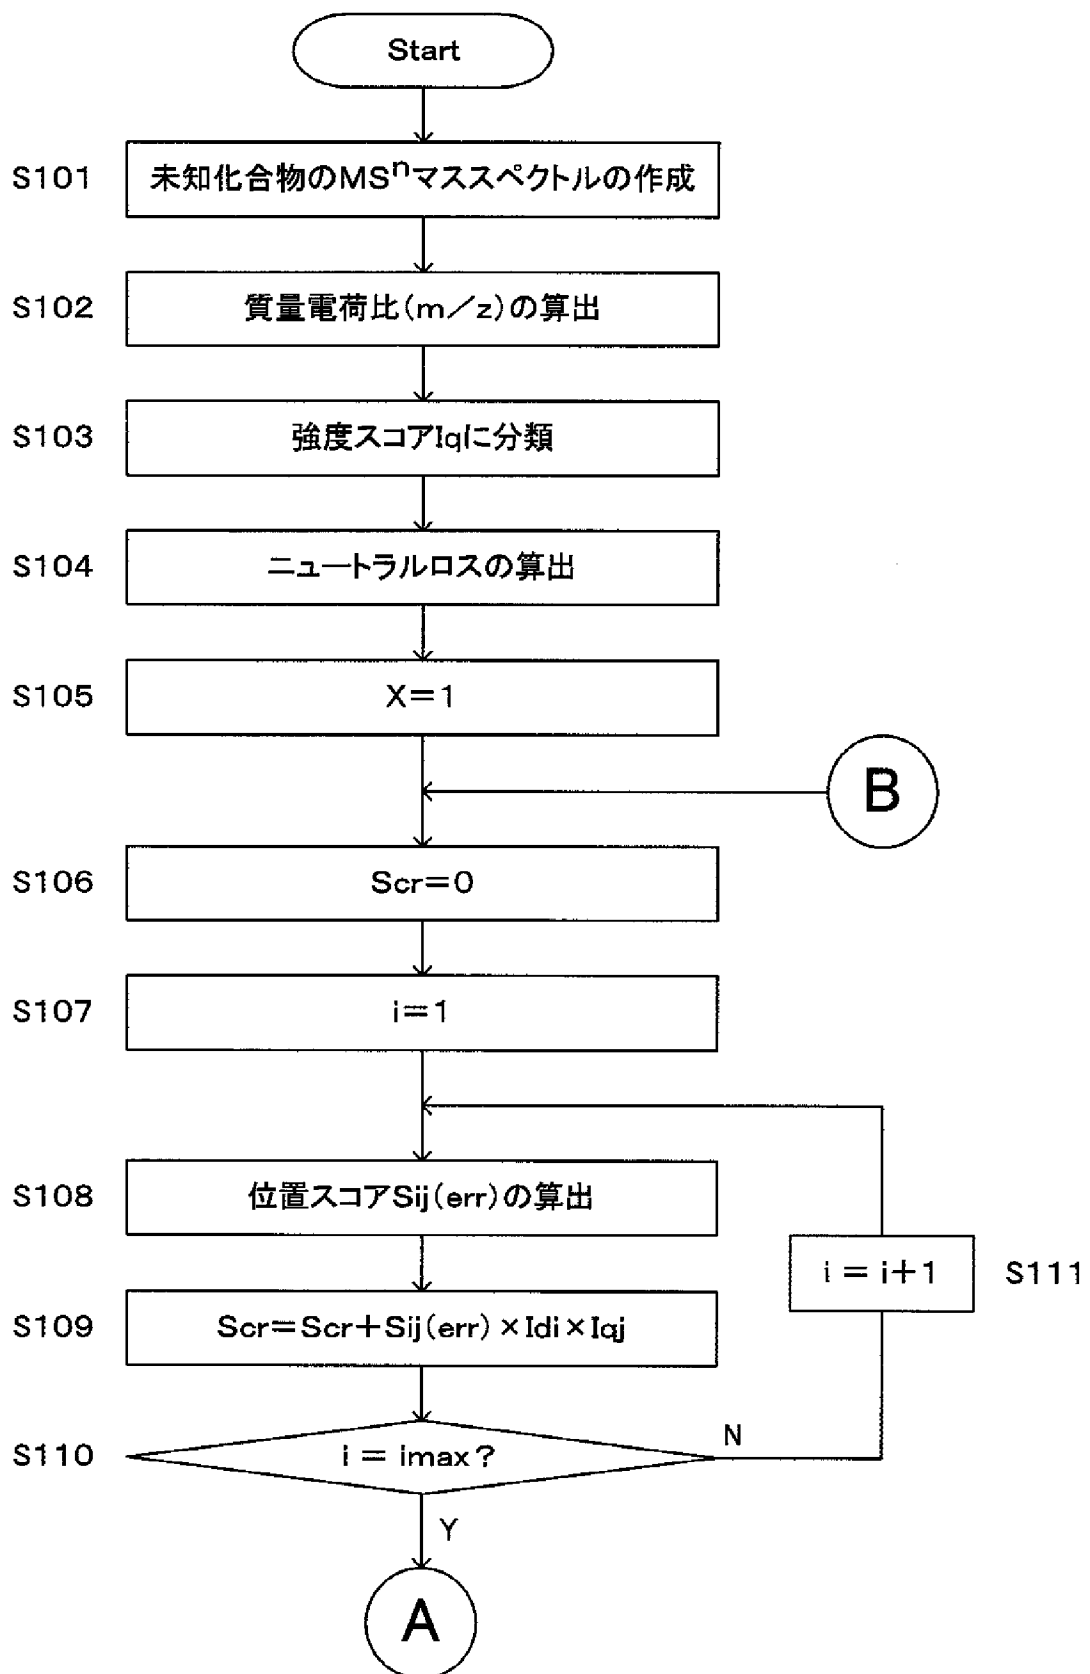 Start
S101 未知化合物のMSⁿマススペクトルの作成
S102 質量電荷比(m／z)の算出
S103 強度スコアIqに分類
S104 ニュートラルロスの算出
S105 X＝1
B
S106 Scr＝0
S107 i＝1
S108 位置スコアSij(err)の算出
i = i+1 S111
S109 Scr＝Scr＋Sij(err)×Idi×Iqj
S110 i = imax？ N
Y
A